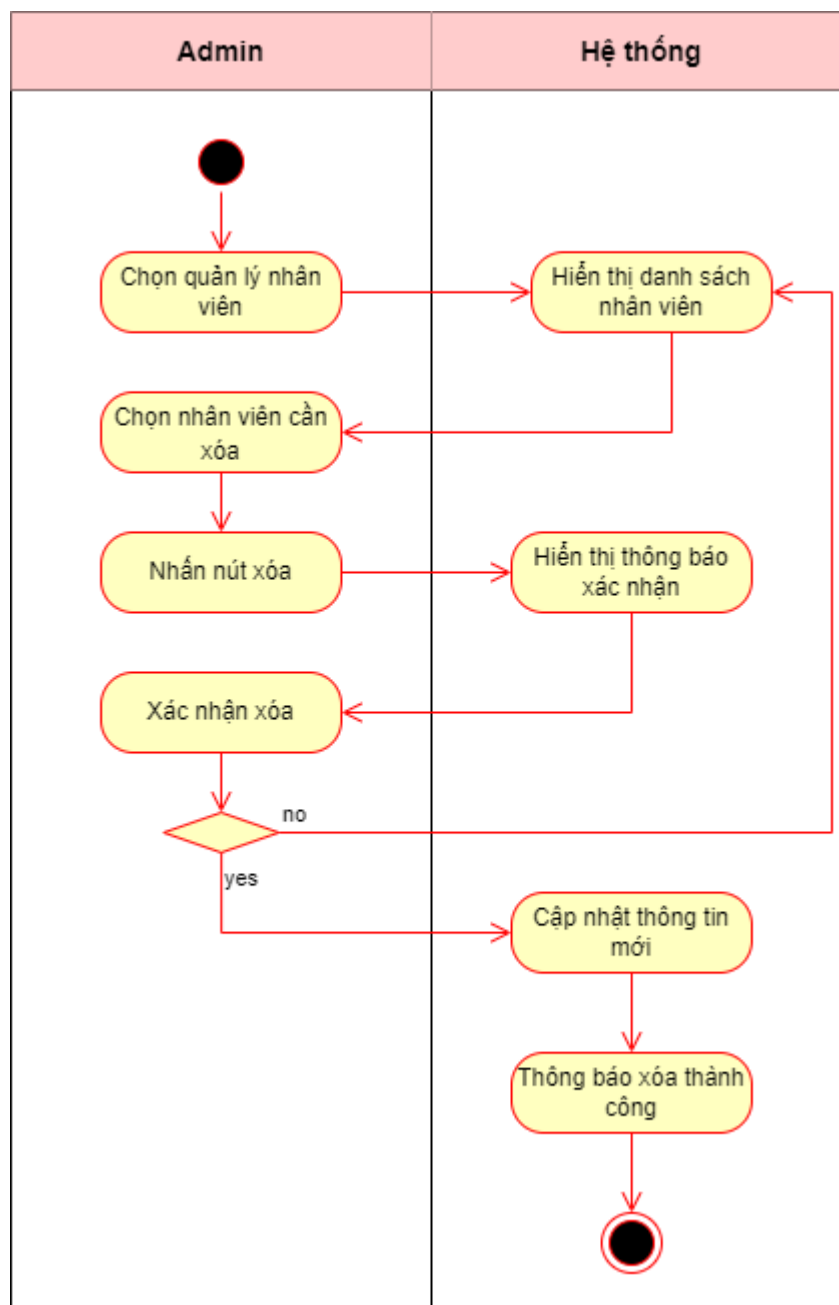 Admin
Hệ thống
Chọn quản lý nhân
viên
Hiển thị danh sách
nhân viên
Chọn nhân viên cần
xóa
Nhấn nút xóa
Hiển thị thông báo
xác nhận
Xác nhận xóa
no
yes
Cập nhật thông tin
mới
Thông báo xóa thành
công